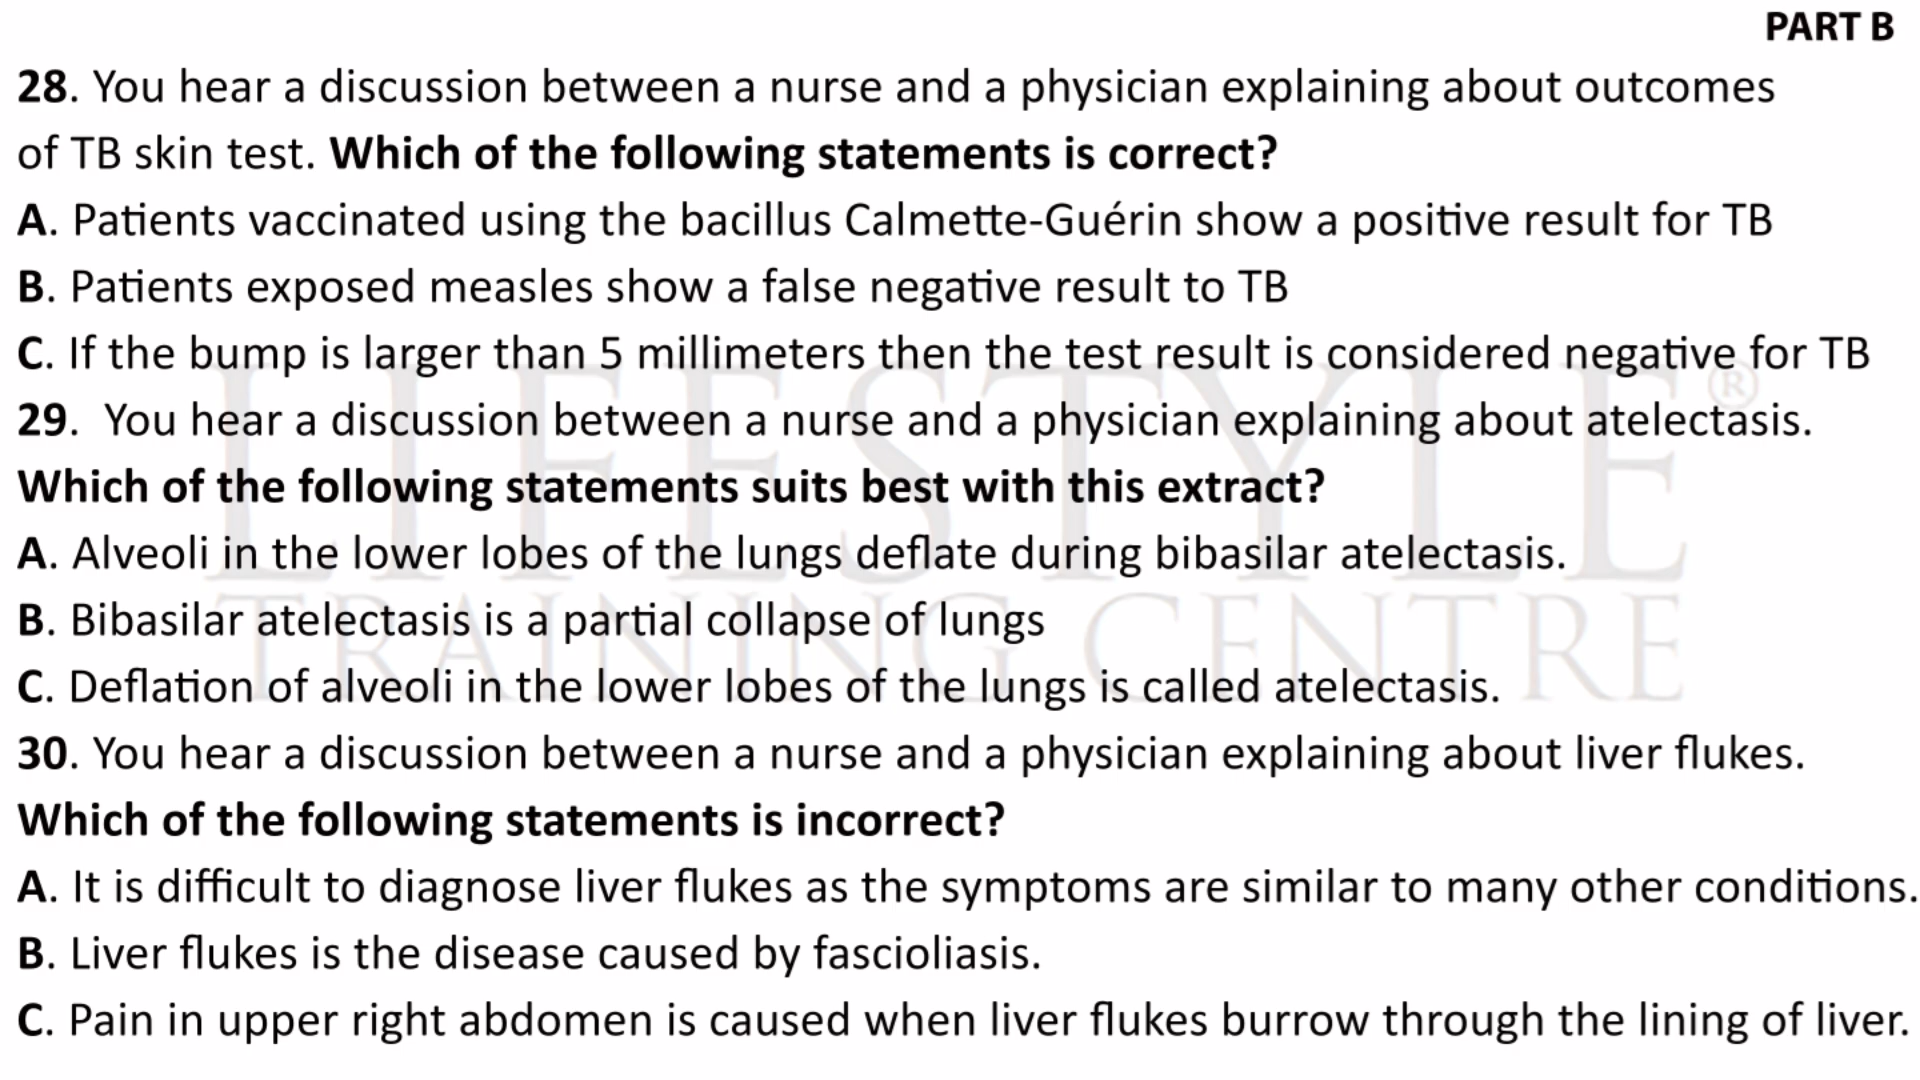 PART B
28. You hear a discussion between a nurse and a physician explaining about outcomes
of TB skin test. Which of the following statements is correct?
A. Patients vaccinated using the bacillus Calmette-Guérin show a positive result for TB
B. Patients exposed measles show a false negative result to TB
C. If the bump is larger than 5 millimeters then the test result is considered negative for TB
29. You hear a discussion between a nurse and a physician explaining about atelectasis.
Which of the following statements suits best with this extract?
A. Alveoli in the lower lobes of the lungs deflate during bibasilar atelectasis.
B. Bibasilar atelectasis is a partial collapse of lungs
C. Deflation of alveoli in the lower lobes of the lungs is called atelectasis.
30. You hear a discussion between a nurse and a physician explaining about liver flukes.
Which of the following statements is incorrect?
A. It is difficult to diagnose liver flukes as the symptoms are similar to many other conditions.
B. Liver flukes is the disease caused by fascioliasis.
C. Pain in upper right abdomen is caused when liver flukes burrow through the lining of liver.
LIFESTYLE ®
TRAINING CENTRE